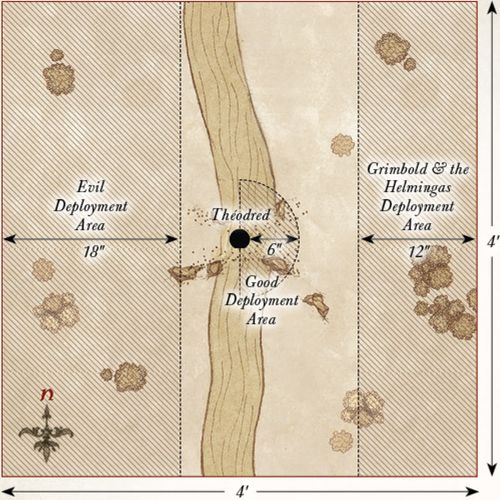 Grimbold & the
Helmingas
Deployment
Area
12"
Evil
Deployment
Area
18"
Théodred
6"
Good
Deployment
Area
4'
n
4'